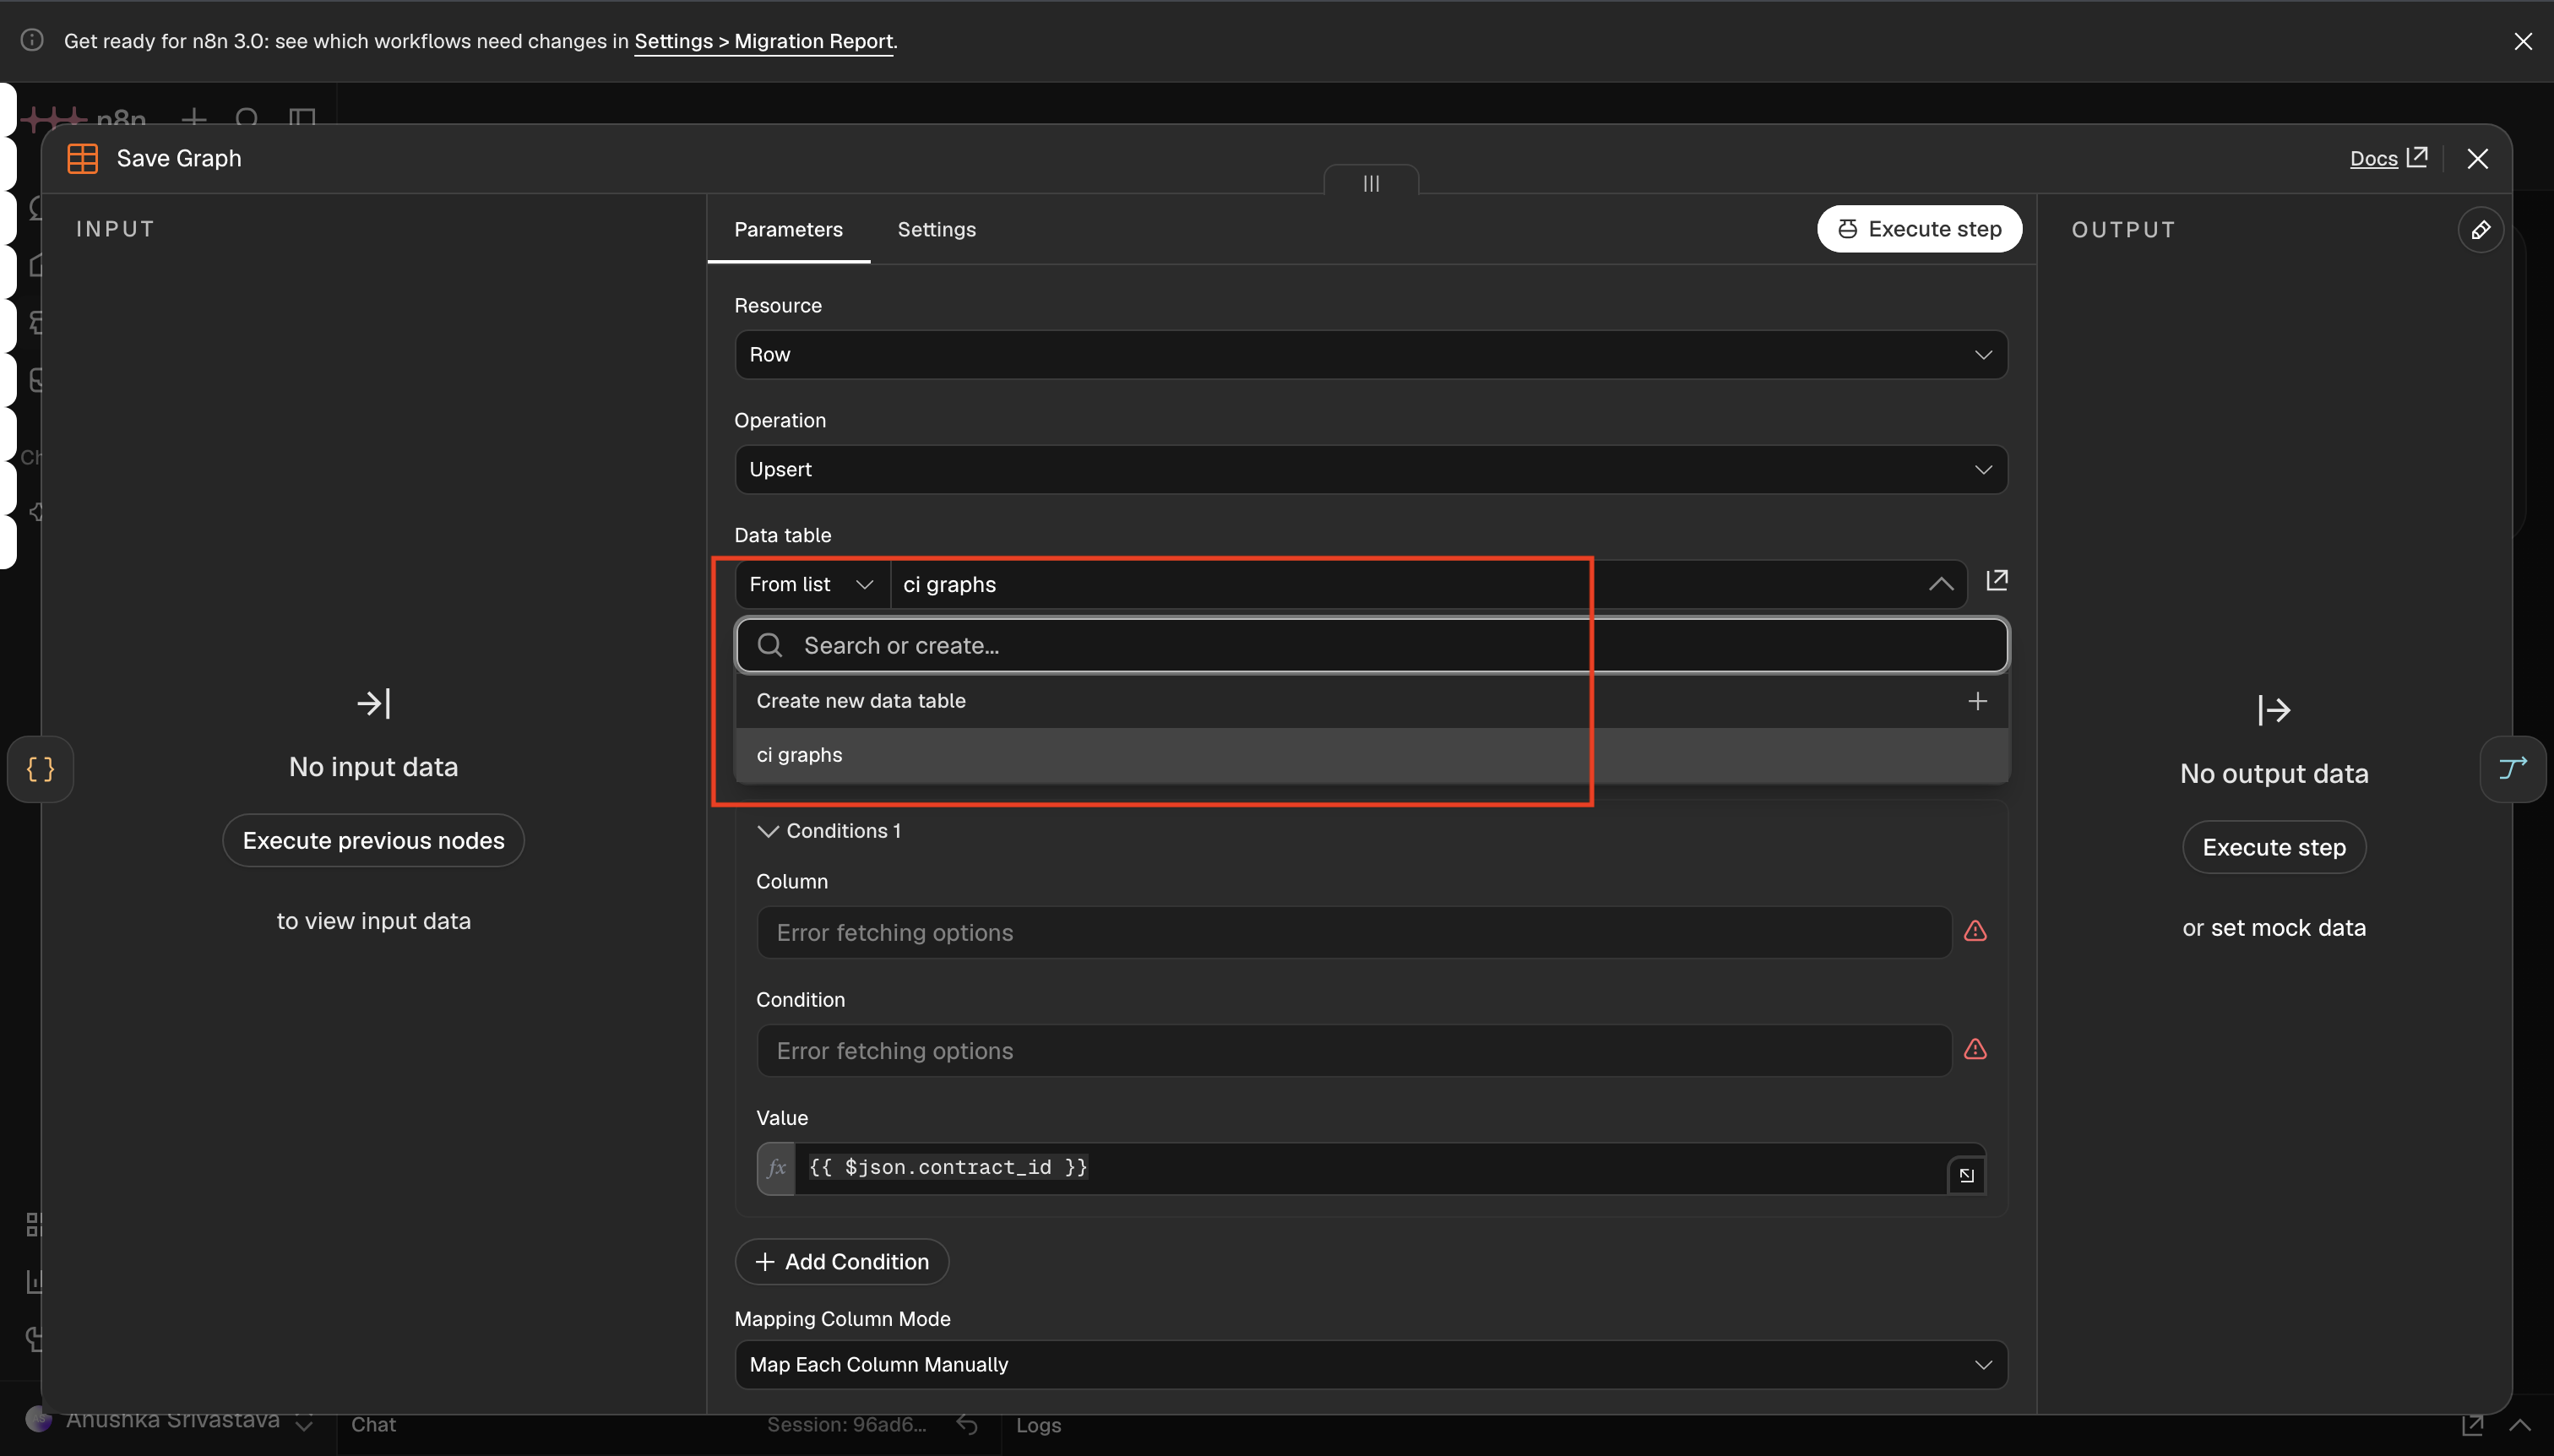 Get ready for n8n 3.0: see which workflows need changes in Settings > Migration Report.
n8n
Save Graph
Docs
INPUT
Parameters
Settings
Execute step
OUTPUT
Resource
Row
Operation
Upsert
Data table
From list
ci graphs
Search or create...
Create new data table
ci graphs
No input data
Execute previous nodes
to view input data
No output data
Execute step
or set mock data
Conditions 1
Column
Error fetching options
Condition
Error fetching options
Value
fx
{{ $json.contract_id }}
Add Condition
Mapping Column Mode
Map Each Column Manually
Ch
Anushka Srivastava
Chat
Session: 96ad6...
Logs